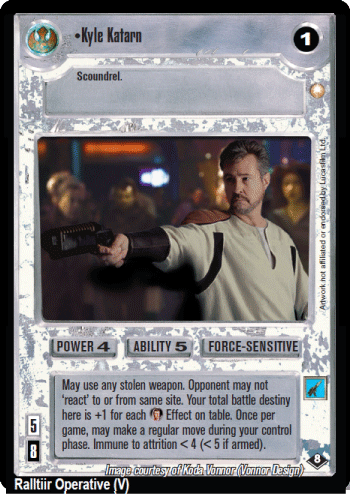 •Kyle Katarn
1
Scoundrel.
Artwork not affiliated or endorsed by Lucasfilm Ltd.
POWER 4
ABILITY 5
FORCE-SENSITIVE
May use any stolen weapon. Opponent may not
'react' to or from same site. Your total battle destiny
here is +1 for each Effect on table. Once per
game, may make a regular move during your control
phase. Immune to attrition < 4 (< 5 if armed).
5
8
8
Image courtesy of Koda Vonnor (Vonnor Design)
Ralltiir Operative (V)